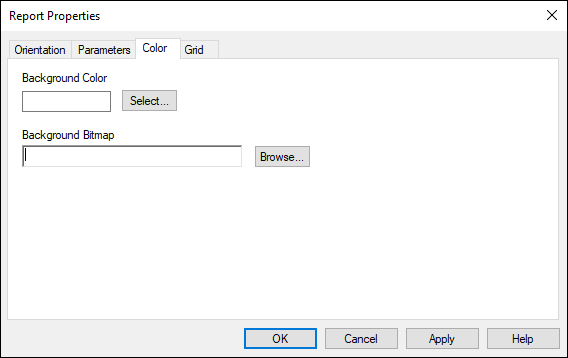 Report Properties
Orientation Parameters Color Grid
Background Color
Select...
Background Bitmap
Browse...
OK Cancel Apply Help